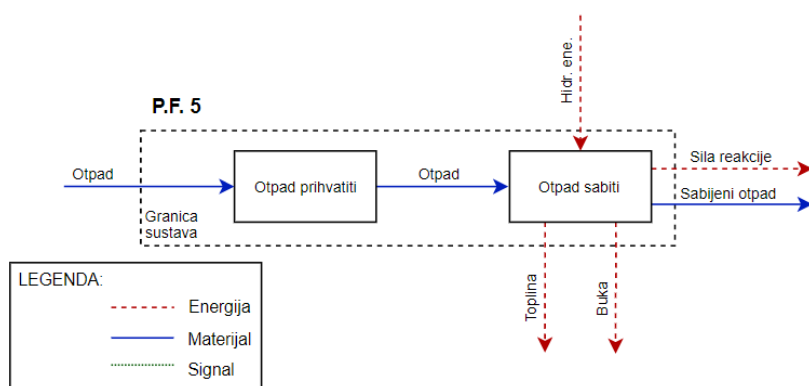 Hidr. ene.
P.F. 5
Sila reakcije
Otpad
Otpad prihvatiti
Otpad
Otpad sabiti
Sabijeni otpad
Granica
sustava
Toplina
Buka
LEGENDA:
Energija
Materijal
Signal